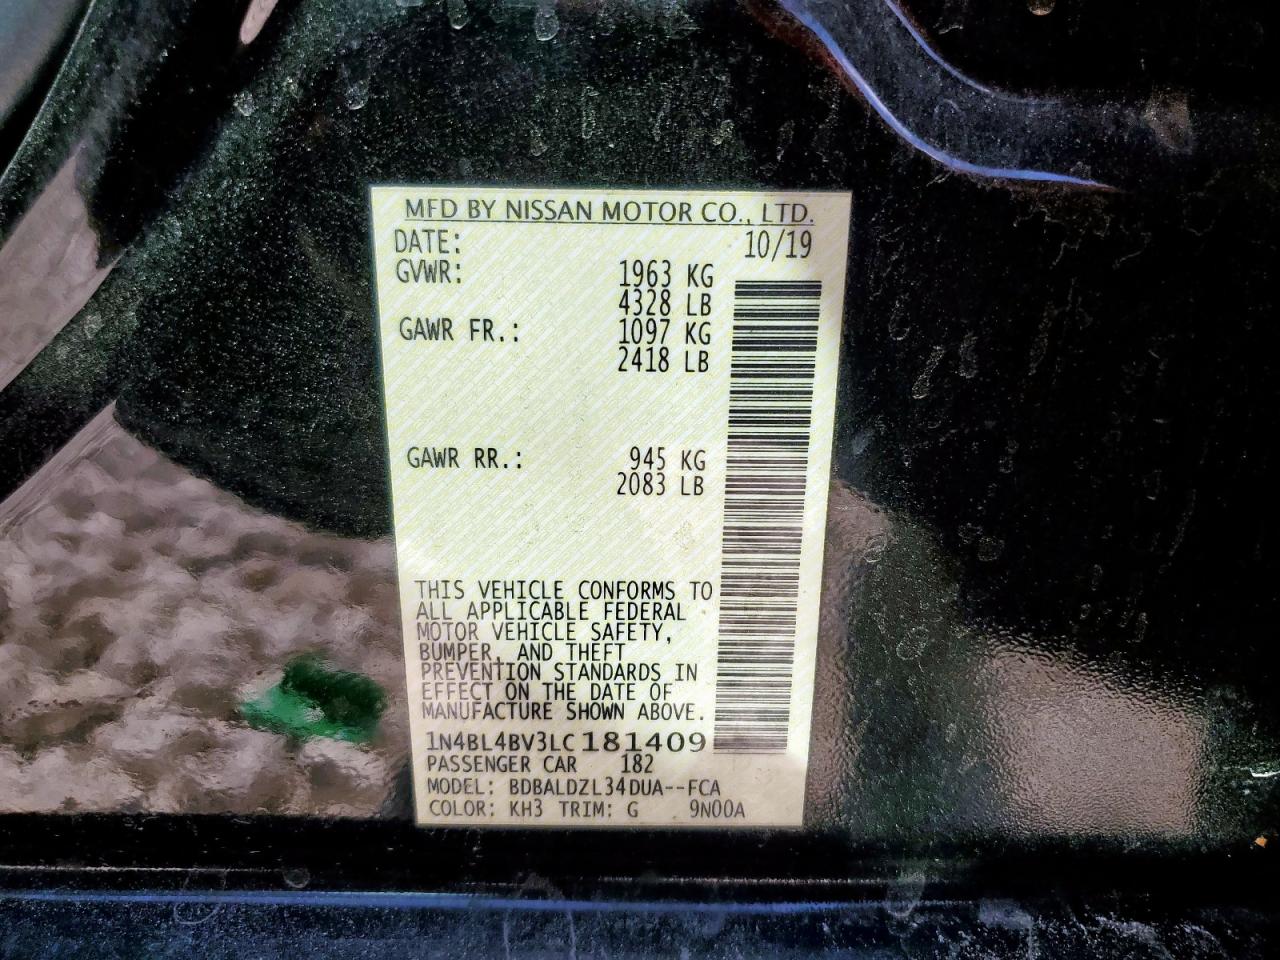 MFD BY NISSAN MOTOR CO., LTD.
DATE: 10/19
GVWR: 1963 KG
4328 LB
GAWR FR.: 1097 KG
2418 LB
GAWR RR.: 945 KG
2083 LB
THIS VEHICLE CONFORMS TO
ALL APPLICABLE FEDERAL
MOTOR VEHICLE SAFETY,
BUMPER, AND THEFT
PREVENTION STANDARDS IN
EFFECT ON THE DATE OF
MANUFACTURE SHOWN ABOVE.
1N4BL4BV3LC181409
PASSENGER CAR 182
MODEL: BDBALDZL34DUA--FCA
COLOR: KH3 TRIM: G 9N00A